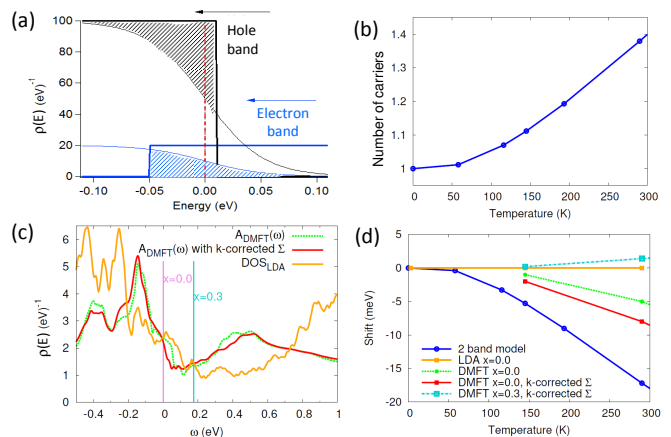 (a)
Hole
band
Electron
band
ρ(E) (eV)⁻¹
100
80
60
40
20
0
-0.10
-0.05
0.00
0.05
0.10
Energy (eV)
(b)
Number of carriers
1.4
1.3
1.2
1.1
1.0
0
50
100
150
200
250
300
Temperature (K)
(c)
A_DMFT(ω)
A_DMFT(ω) with k-corrected Σ
DOS_LDA
x=0.0
x=0.3
ρ(E) (eV)⁻¹
6
5
4
3
2
1
0
-0.4
-0.2
0
0.2
0.4
0.6
0.8
1
ω (eV)
(d)
Shift (meV)
5
0
-5
-10
-15
-20
2 band model
LDA x=0.0
DMFT x=0.0
DMFT x=0.0, k-corrected Σ
DMFT x=0.3, k-corrected Σ
0
50
100
150
200
250
300
Temperature (K)